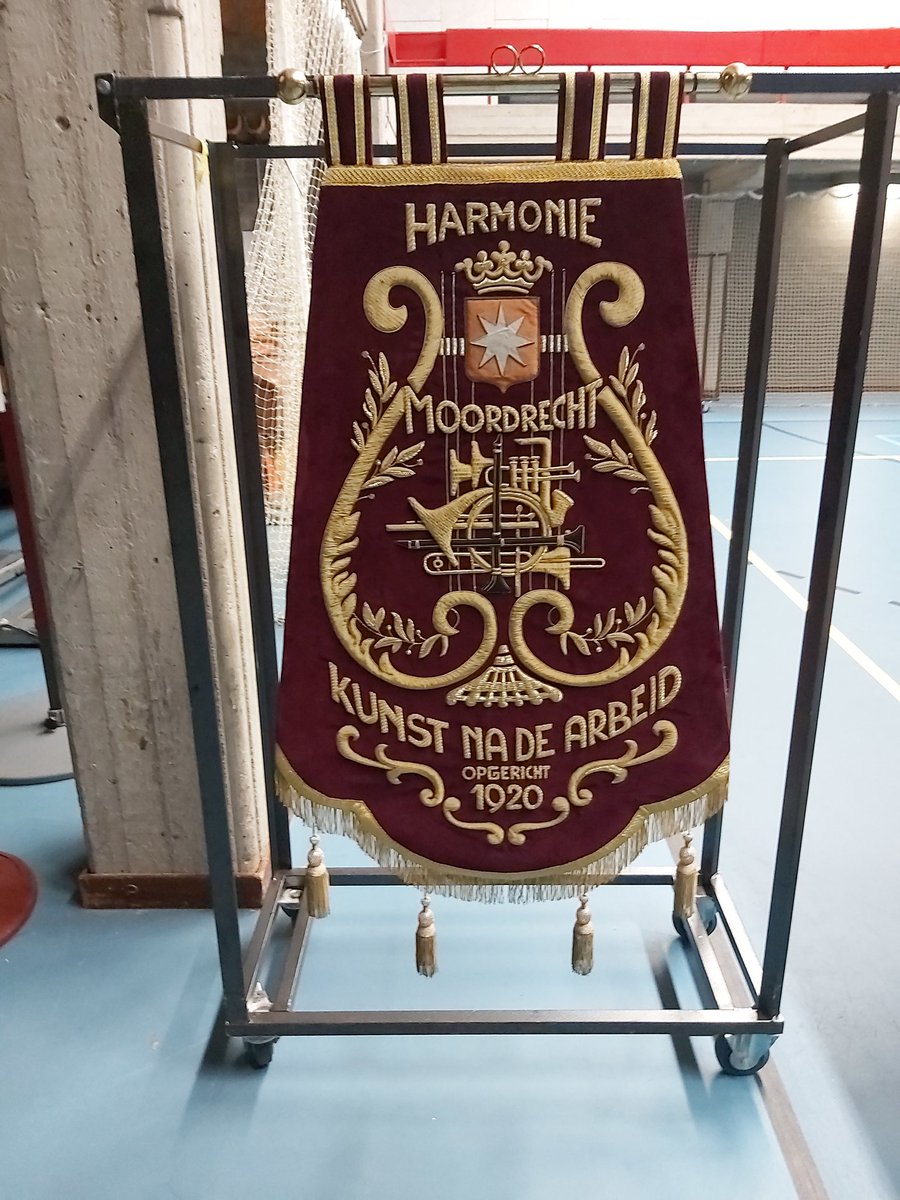 HARMONIE
MOORDRECHT
KUNST NA DE ARBEID
OPGERICHT
1920